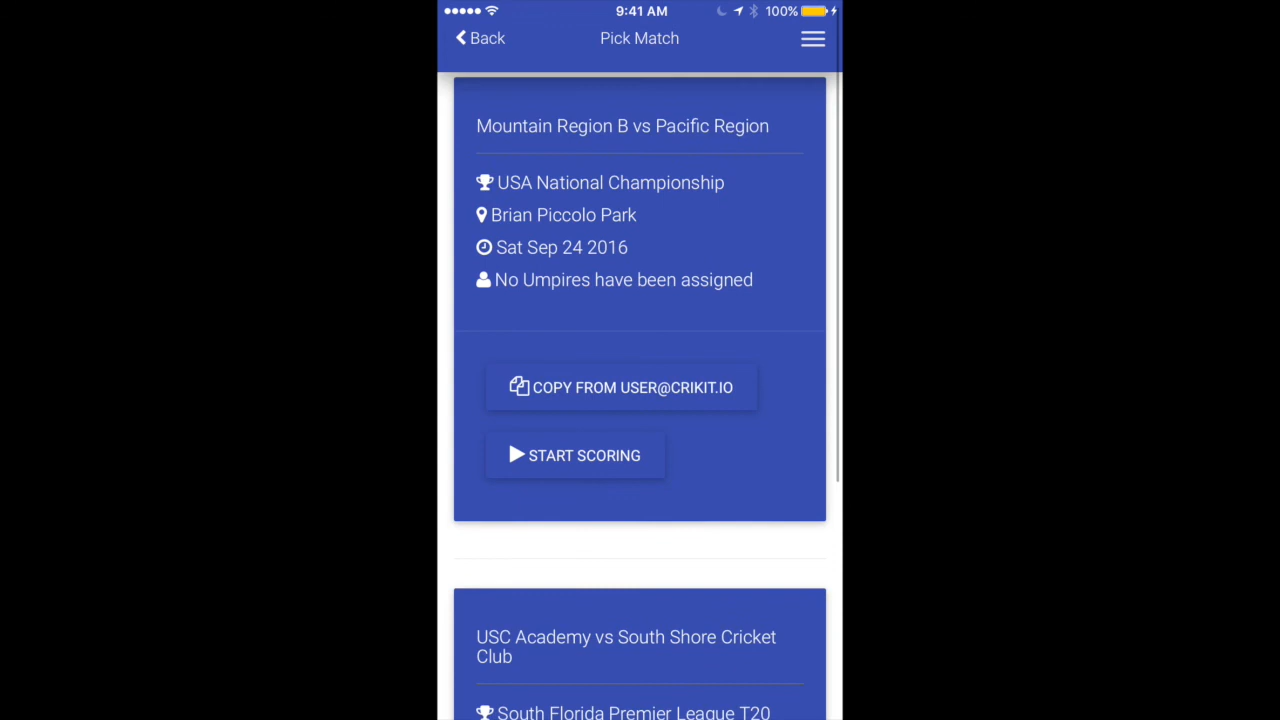 9:41 AM
100%
Back
Pick Match
Mountain Region B vs Pacific Region
USA National Championship
Brian Piccolo Park
Sat Sep 24 2016
No Umpires have been assigned
COPY FROM USER@CRIKIT.IO
START SCORING
USC Academy vs South Shore Cricket
Club
South Florida Premier League T20